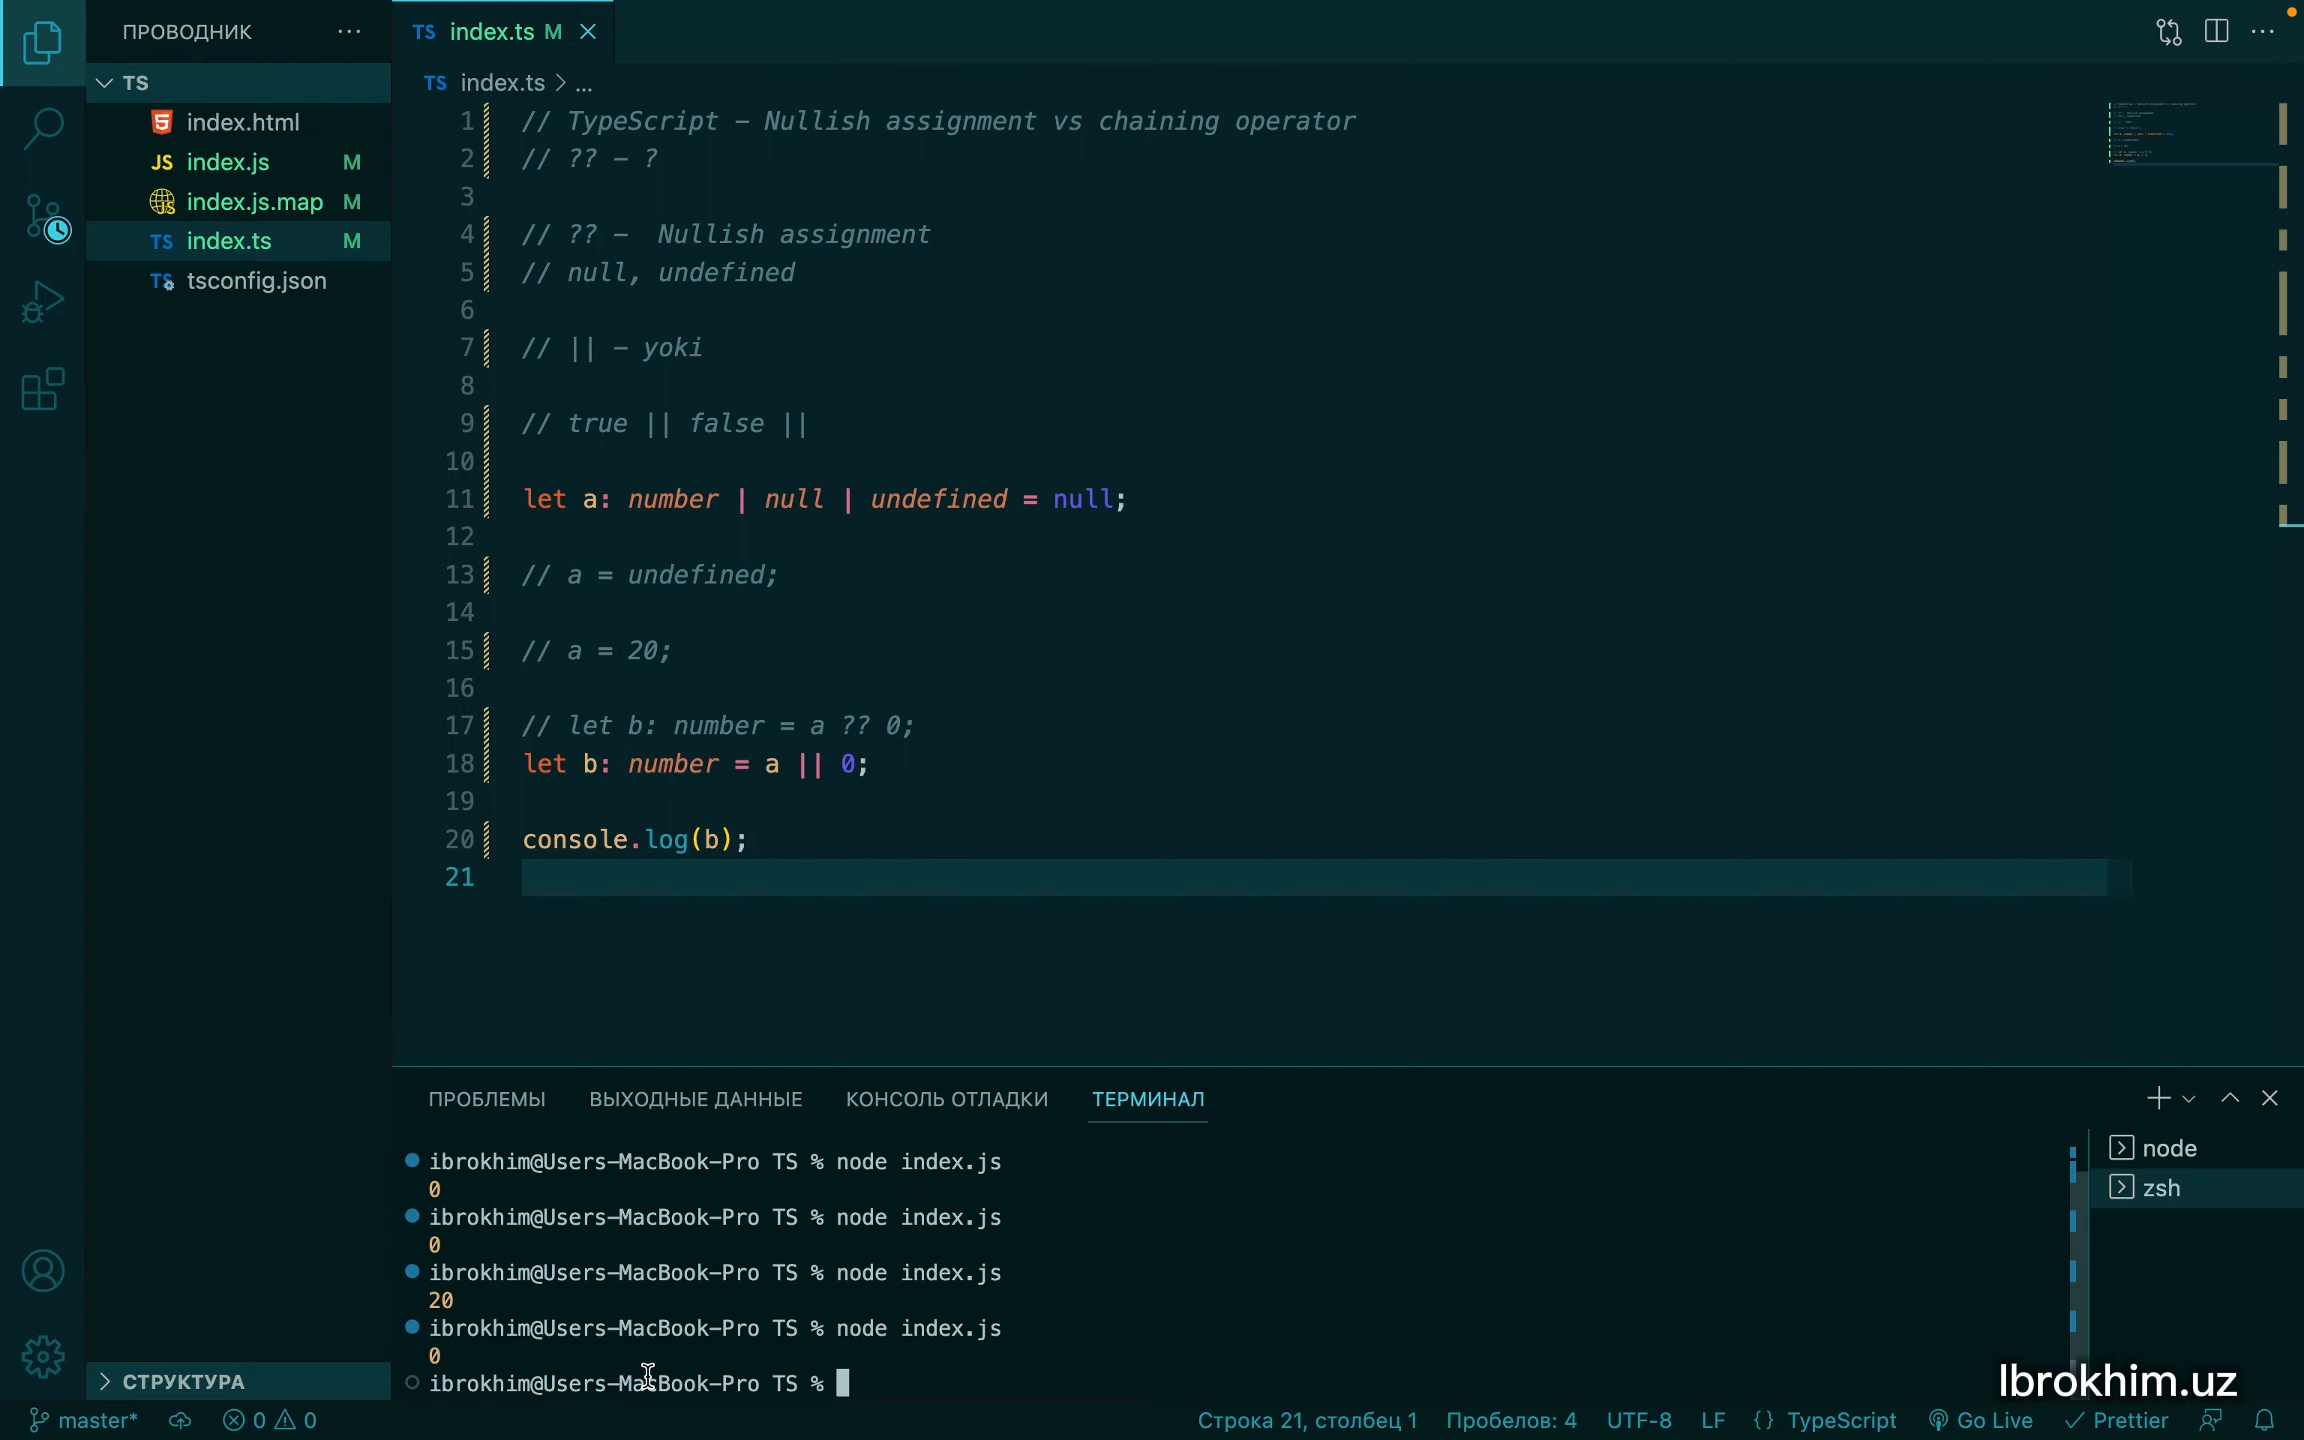 ПРОВОДНИК
TS
index.html
JS index.js M
index.js.map M
TS index.ts M
TS tsconfig.json
СТРУКТУРА
TS index.ts M
TS index.ts > ...
1 // TypeScript - Nullish assignment vs chaining operator
2 // ?? - ?
3
4 // ?? -  Nullish assignment
5 // null, undefined
6
7 // || - yoki
8
9 // true || false ||
10
11 let a: number | null | undefined = null;
12
13 // a = undefined;
14
15 // a = 20;
16
17 // let b: number = a ?? 0;
18 let b: number = a || 0;
19
20 console.log(b);
21
ПРОБЛЕМЫ ВЫХОДНЫЕ ДАННЫЕ КОНСОЛЬ ОТЛАДКИ ТЕРМИНАЛ
ibrokhim@Users-MacBook-Pro TS % node index.js
0
ibrokhim@Users-MacBook-Pro TS % node index.js
0
ibrokhim@Users-MacBook-Pro TS % node index.js
20
ibrokhim@Users-MacBook-Pro TS % node index.js
0
ibrokhim@Users-MacBook-Pro TS %
node
zsh
Ibrokhim.uz
master* 0 0 Строка 21, столбец 1 Пробелов: 4 UTF-8 LF {} TypeScript Go Live Prettier